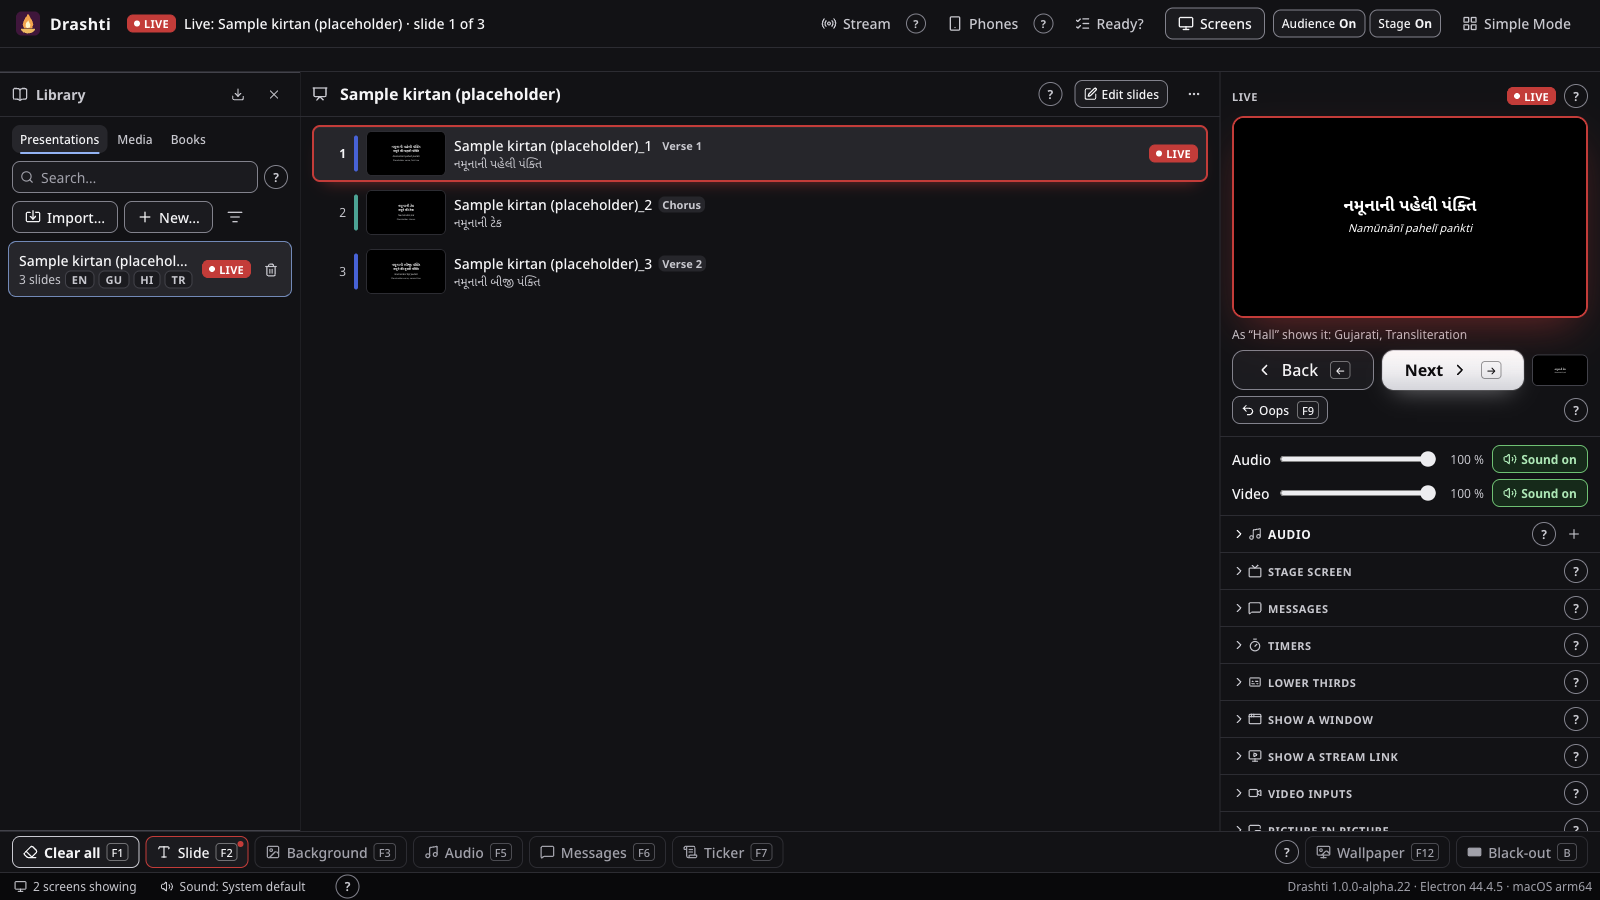 Drashti
LIVE
Live: Sample kirtan (placeholder) · slide 1 of 3
Stream ?
Phones ?
Ready?
Screens
Audience On
Stage On
Simple Mode
Library
Presentations Media Books
Search...
?
Import...
New...
Sample kirtan (placehol...
3 slides EN GU HI TR
LIVE
Sample kirtan (placeholder)
?
Edit slides
1
Sample kirtan (placeholder)_1 Verse 1
નમૂનાની પહેલી પંક્તિ
LIVE
2
Sample kirtan (placeholder)_2 Chorus
નમૂનાની ટેક
3
Sample kirtan (placeholder)_3 Verse 2
નમૂનાની બીજી પંક્તિ
LIVE
LIVE ?
નમૂનાની પહેલી પંક્તિ
Namūnānī pahelī paṅkti
As “Hall” shows it: Gujarati, Transliteration
Back ←
Next →
Oops F9
?
Audio 100 % Sound on
Video 100 % Sound on
AUDIO ?
STAGE SCREEN ?
MESSAGES ?
TIMERS ?
LOWER THIRDS ?
SHOW A WINDOW ?
SHOW A STREAM LINK ?
VIDEO INPUTS ?
PICTURE IN PICTURE ?
Clear all F1
Slide F2
Background F3
Audio F5
Messages F6
Ticker F7
?
Wallpaper F12
Black-out B
2 screens showing
Sound: System default
?
Drashti 1.0.0-alpha.22 · Electron 44.4.5 · macOS arm64